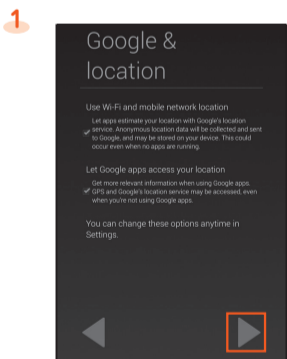 1
Google &
location
Use Wi-Fi and mobile network location
Let apps estimate your location with Google's location
service. Anonymous location data will be collected and sent
to Google, and may be stored on your device. This could
occur even when no apps are running.
Let Google apps access your location
Get more relevant information when using Google apps.
GPS and Google's location service may be accessed, even
when you're not using Google apps.
You can change these options anytime in
Settings.